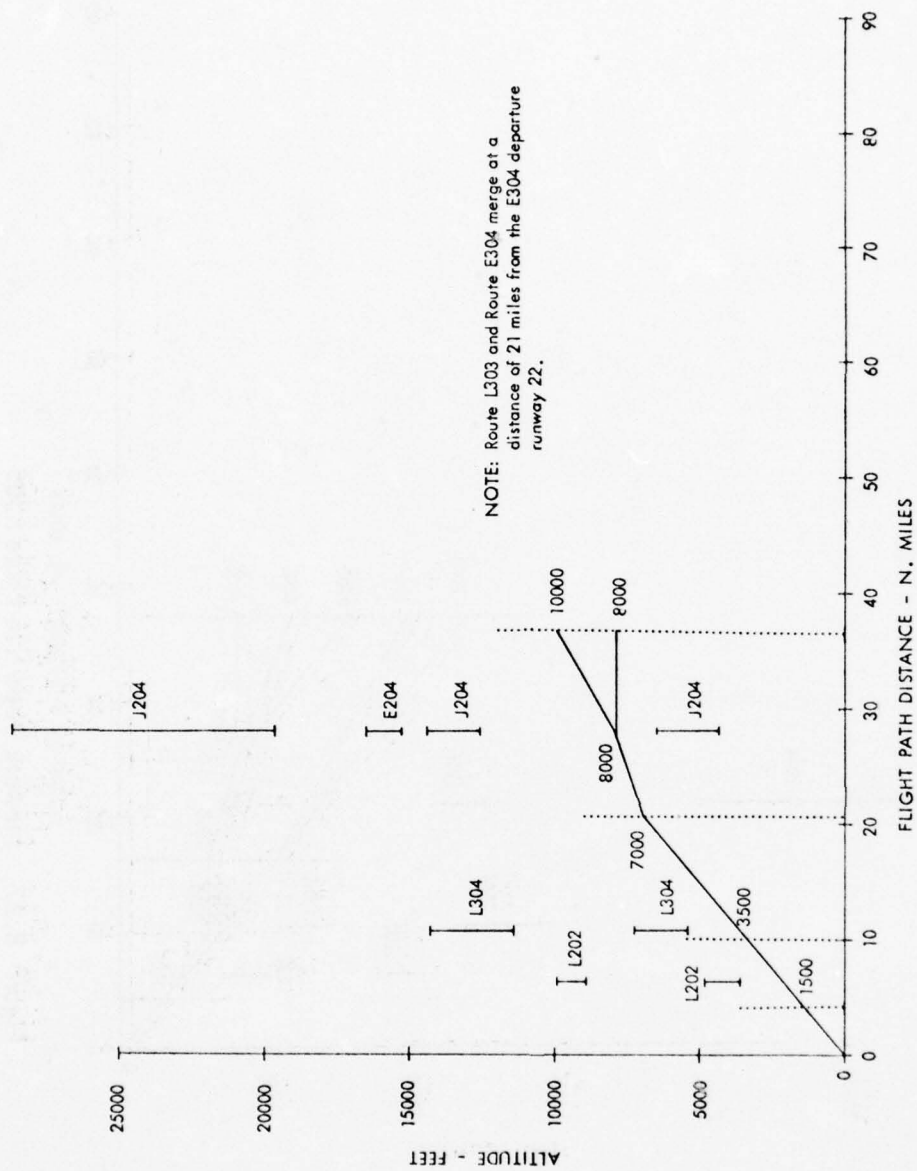 25000
20000
15000
10000
5000
0
ALTITUDE - FEET
J204
E204
J204
L304
L202
10000
8000
8000
J204
7000
L304
L202
3500
1500
NOTE: Route L303 and Route E304 merge at a
distance of 21 miles from the E304 departure
runway 22.
0
10
20
30
40
50
60
70
80
90
FLIGHT PATH DISTANCE - N. MILES